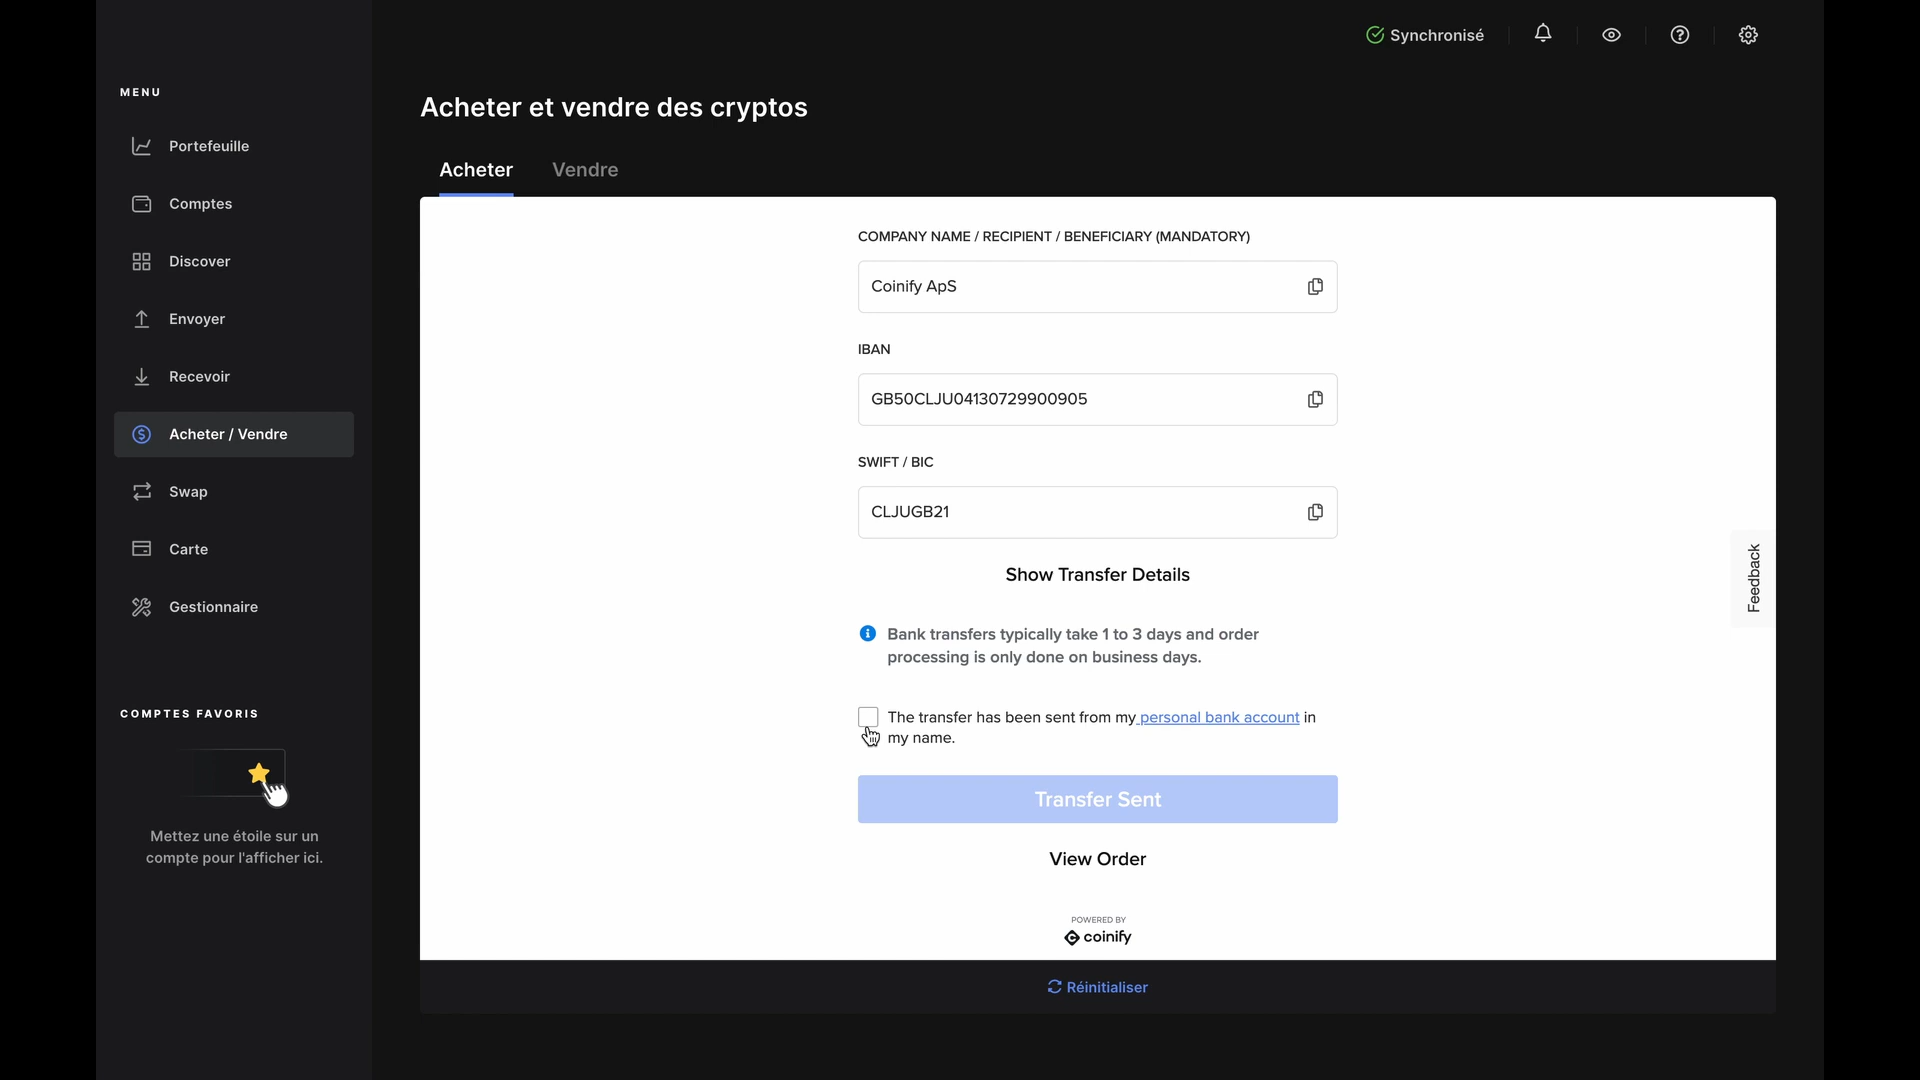 Synchronisé
MENU
Portefeuille
Comptes
Discover
Envoyer
Recevoir
Acheter / Vendre
Swap
Carte
Gestionnaire
COMPTES FAVORIS
Mettez une étoile sur un
compte pour l'afficher ici.
Acheter et vendre des cryptos
Acheter
Vendre
COMPANY NAME / RECIPIENT / BENEFICIARY (MANDATORY)
Coinify ApS
IBAN
GB50CLJU04130729900905
SWIFT / BIC
CLJUGB21
Show Transfer Details
Bank transfers typically take 1 to 3 days and order
processing is only done on business days.
The transfer has been sent from my personal bank account in
my name.
Transfer Sent
View Order
POWERED BY
coinify
Feedback
Réinitialiser